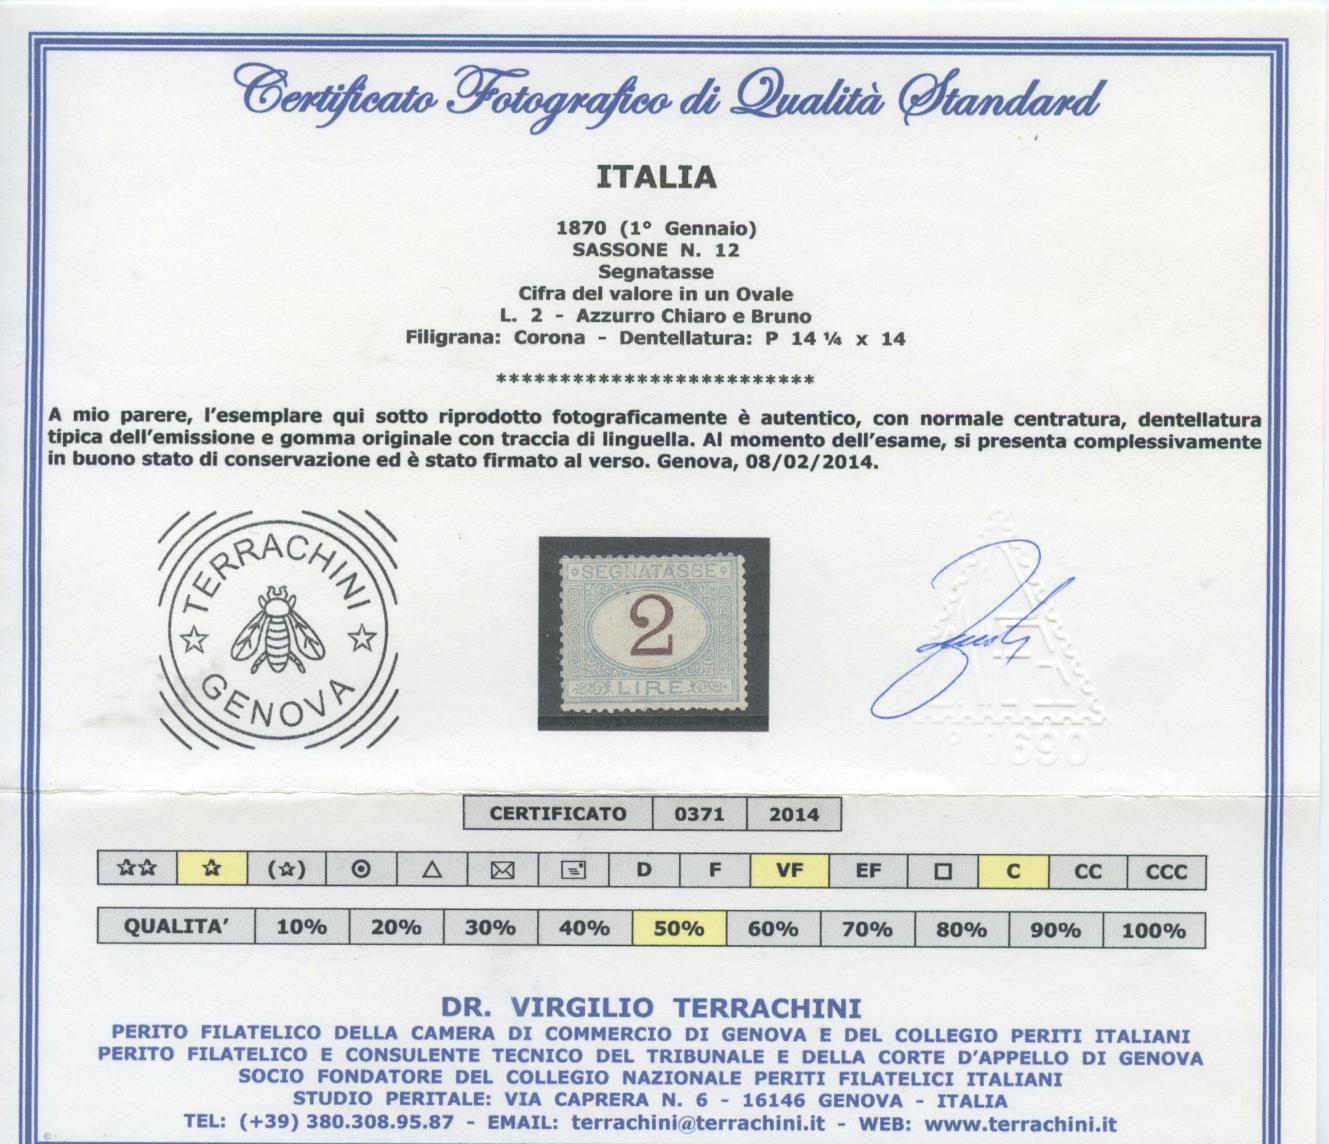 Certificato Fotografico di Qualità Standard
ITALIA
1870 (1° Gennaio)
SASSONE N. 12
Segnatasse
Cifra del valore in un Ovale
L. 2 - Azzurro Chiaro e Bruno
Filigrana: Corona - Dentellatura: P 14 ¼ x 14
*************************
A mio parere, l'esemplare qui sotto riprodotto fotograficamente è autentico, con normale centratura, dentellatura
tipica dell'emissione e gomma originale con traccia di linguella. Al momento dell'esame, si presenta complessivamente
in buono stato di conservazione ed è stato firmato al verso. Genova, 08/02/2014.
TERRACHINI
GENOVA
SEGNATASSE
2
LIRE
N° 0690
CERTIFICATO 0371 2014
☆☆ ☆ (☆) D F VF EF C CC CCC
QUALITA' 10% 20% 30% 40% 50% 60% 70% 80% 90% 100%
DR. VIRGILIO TERRACHINI
PERITO FILATELICO DELLA CAMERA DI COMMERCIO DI GENOVA E DEL COLLEGIO PERITI ITALIANI
PERITO FILATELICO E CONSULENTE TECNICO DEL TRIBUNALE E DELLA CORTE D'APPELLO DI GENOVA
SOCIO FONDATORE DEL COLLEGIO NAZIONALE PERITI FILATELICI ITALIANI
STUDIO PERITALE: VIA CAPRERA N. 6 - 16146 GENOVA - ITALIA
TEL: (+39) 380.308.95.87 - EMAIL: terrachini@terrachini.it - WEB: www.terrachini.it